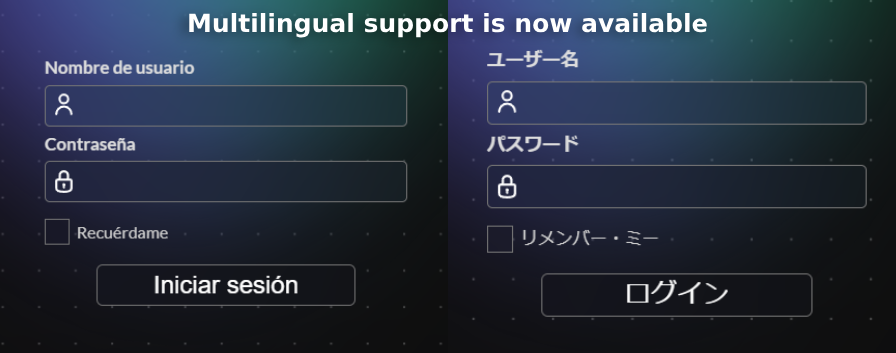 Multilingual support is now available
Nombre de usuario
Contraseña
Recuérdame
Iniciar sesión
ユーザー名
パスワード
リメンバー・ミー
ログイン